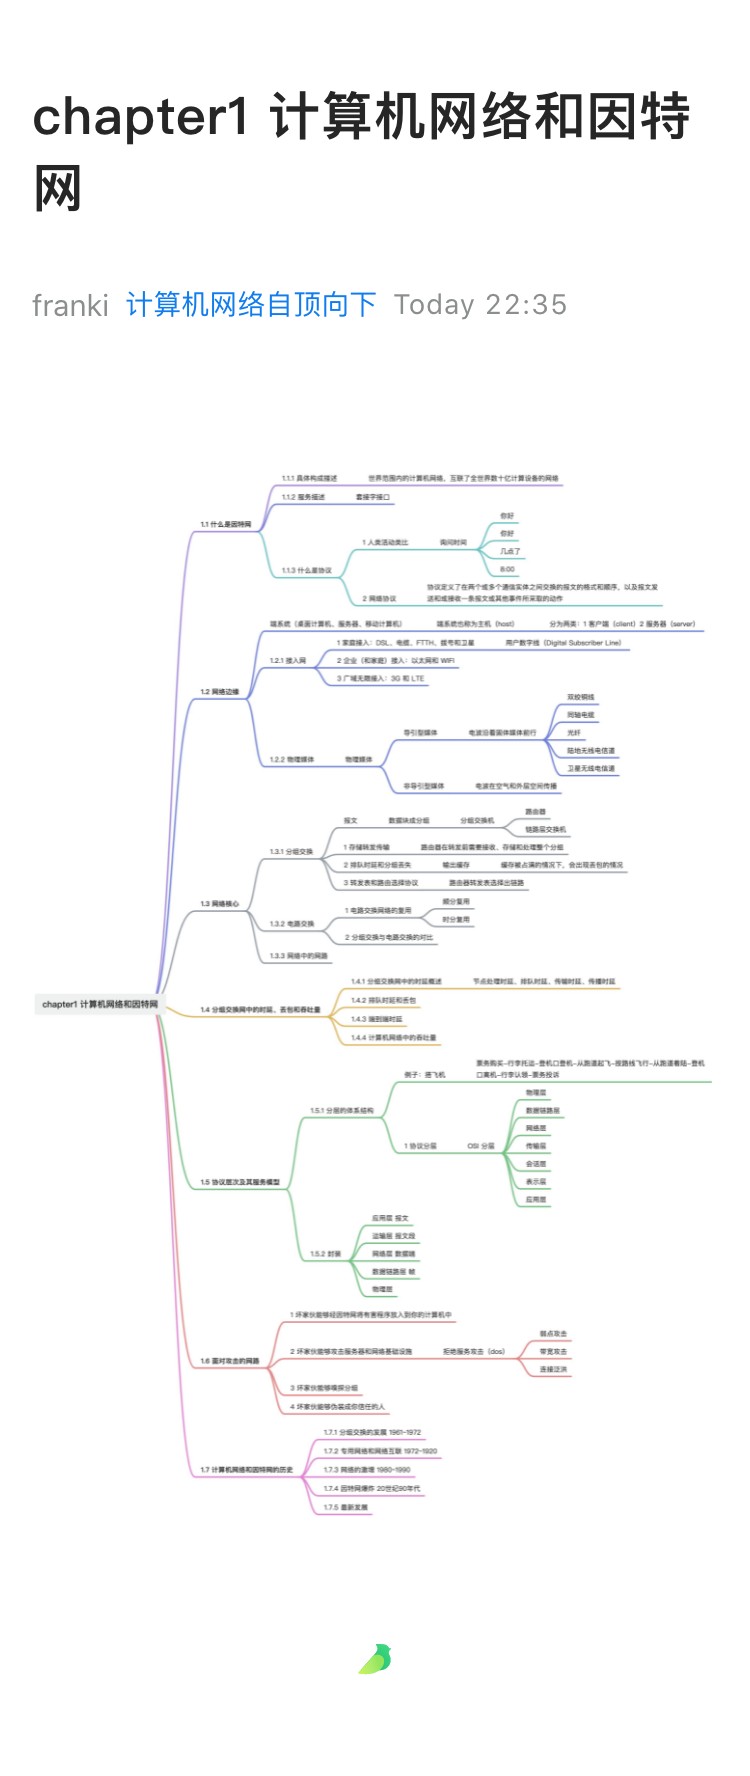 chapter1 计算机网络和因特
网
franki 计算机网络自顶向下 Today 22:35
chapter1 计算机网络和因特网
1.1 什么是因特网
1.1.1 具体构成描述
世界范围内的计算机网络，互联了全世界数十亿计算设备的网络
1.1.2 服务描述
套接字接口
1.1.3 什么是协议
1 人类活动类比
询问时间
你好
你好
几点了
8:00
2 网络协议
协议定义了在两个或多个通信实体之间交换的报文的格式和顺序，以及报文发
送和或接收一条报文或其他事件所采取的动作
1.2 网络边缘
端系统（桌面计算机、服务器、移动计算机）
端系统也称为主机（host）
分为两类：1 客户端（client）2 服务器（server）
1.2.1 接入网
1 家庭接入：DSL、电缆、FTTH、拨号和卫星
用户数字线（Digital Subscriber Line）
2 企业（和家庭）接入：以太网和 WIFI
3 广域无线接入：3G 和 LTE
1.2.2 物理媒体
物理媒体
导引型媒体
电波沿着固体媒体前行
双绞铜线
同轴电缆
光纤
陆地无线电信道
卫星无线电信道
非导引型媒体
电波在空气和外层空间传播
1.3 网络核心
1.3.1 分组交换
报文
数据块成分组
分组交换机
路由器
链路层交换机
1 存储转发传输
路由器在转发前需要接收、存储和处理整个分组
2 排队时延和分组丢失
输出缓存
缓存被占满的情况下，会出现丢包的情况
3 转发表和路由选择协议
路由器转发表选择出链路
1.3.2 电路交换
1 电路交换网络的复用
频分复用
时分复用
2 分组交换与电路交换的对比
1.3.3 网络中的网路
1.4 分组交换网中的时延、丢包和吞吐量
1.4.1 分组交换网中的时延概述
节点处理时延、排队时延、传输时延、传播时延
1.4.2 排队时延和丢包
1.4.3 端到端时延
1.4.4 计算机网络中的吞吐量
1.5 协议层次及其服务模型
1.5.1 分层的体系结构
例子：搭飞机
票务购买-行李托运-登机口登机-从跑道起飞-按路线飞行-从跑道着陆-登机
口离机-行李认领-票务投诉
1 协议分层
OSI 分层
物理层
数据链路层
网络层
传输层
会话层
表示层
应用层
1.5.2 封装
应用层 报文
运输层 报文段
网络层 数据报
数据链路层 帧
物理层
1.6 面对攻击的网路
1 坏家伙能够经因特网将有害程序放入到你的计算机中
2 坏家伙能够攻击服务器和网络基础设施
拒绝服务攻击（dos）
弱点攻击
带宽攻击
连接泛洪
3 坏家伙能够嗅探分组
4 坏家伙能够伪装成你信任的人
1.7 计算机网络和因特网的历史
1.7.1 分组交换的发展 1961-1972
1.7.2 专用网络和网络互联 1972-1920
1.7.3 网络的激增 1980-1990
1.7.4 因特网爆炸 20世纪90年代
1.7.5 最新发展